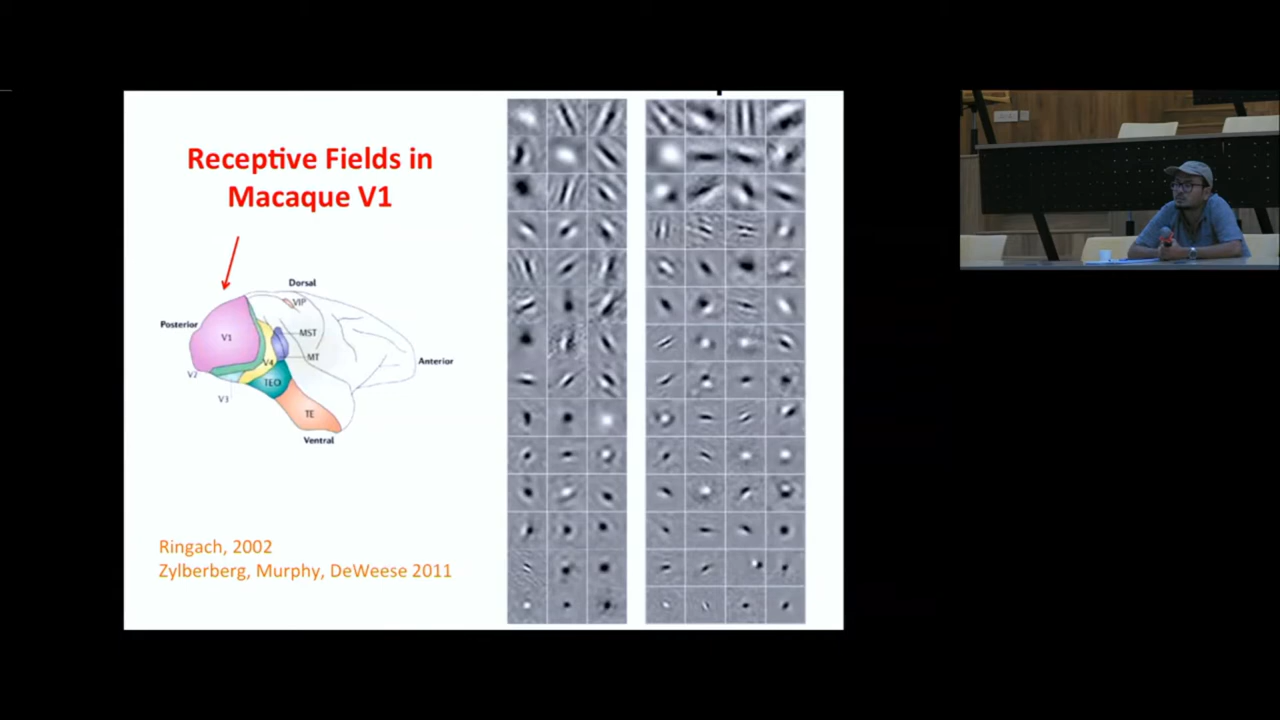 Receptive Fields in
Macaque V1
Dorsal
VIP
Posterior
V1
MST
MT
V4
Anterior
V2
TEO
V3
TE
Ventral
Ringach, 2002
Zylberberg, Murphy, DeWeese 2011